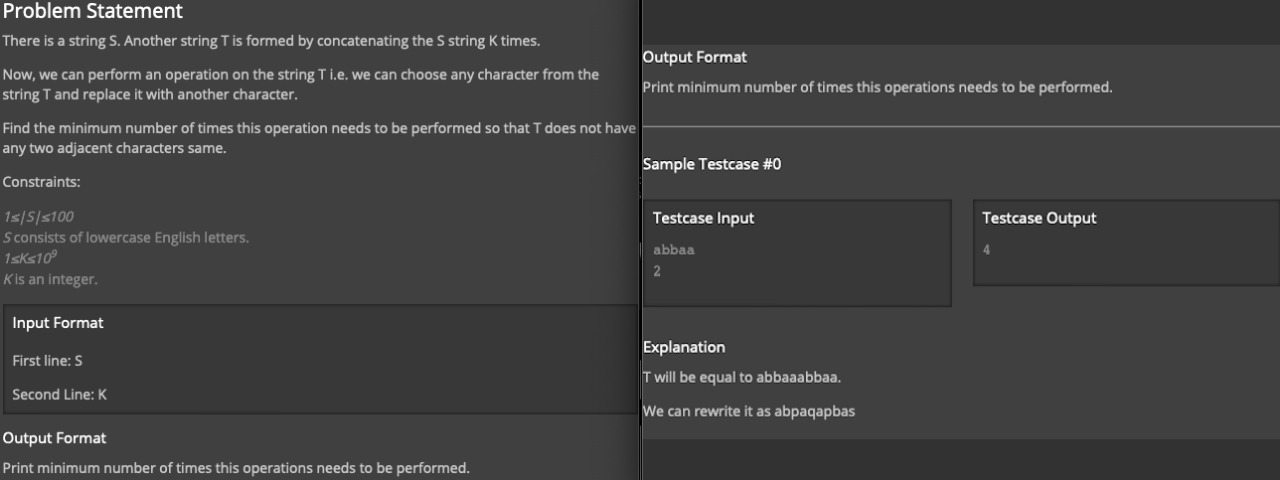 Problem Statement
There is a string S. Another string T is formed by concatenating the S string K times.
Now, we can perform an operation on the string T i.e. we can choose any character from the
string T and replace it with another character.
Find the minimum number of times this operation needs to be performed so that T does not have
any two adjacent characters same.
Constraints:
1≤|S|≤100
S consists of lowercase English letters.
1≤K≤10⁹
K is an integer.
Input Format
First line: S
Second Line: K
Output Format
Print minimum number of times this operations needs to be performed.
Output Format
Print minimum number of times this operations needs to be performed.
Sample Testcase #0
Testcase Input
abbaa
2
Testcase Output
4
Explanation
T will be equal to abbaaabbaa.
We can rewrite it as abpaqapbas